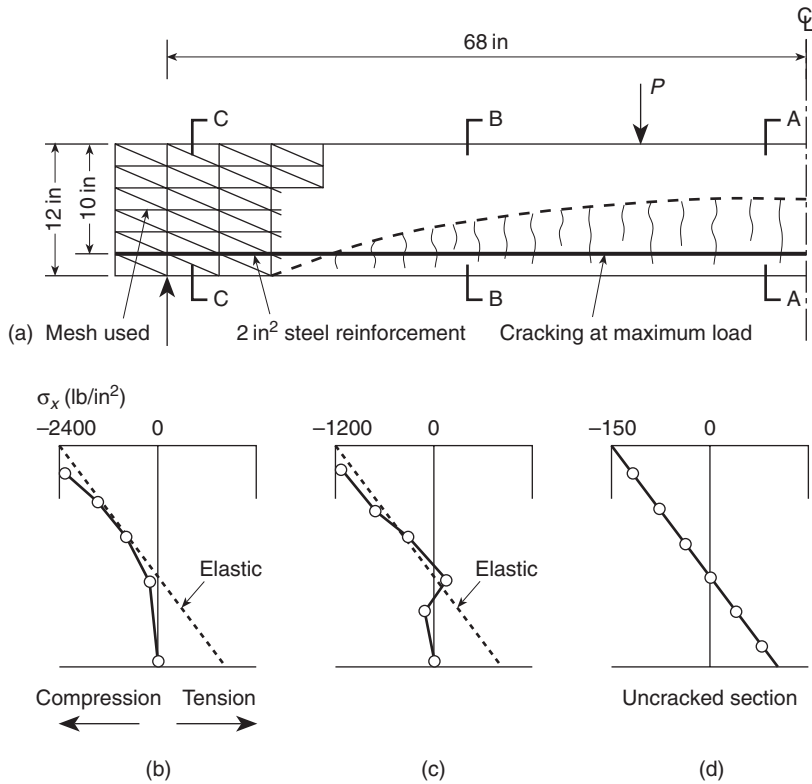 ℄
68 in
P
C
B
A
12 in
10 in
C
B
A
(a) Mesh used
2 in² steel reinforcement
Cracking at maximum load
σx (lb/in²)
–2400 0
–1200 0
–150 0
Elastic
Elastic
Compression Tension
Uncracked section
(b)
(c)
(d)